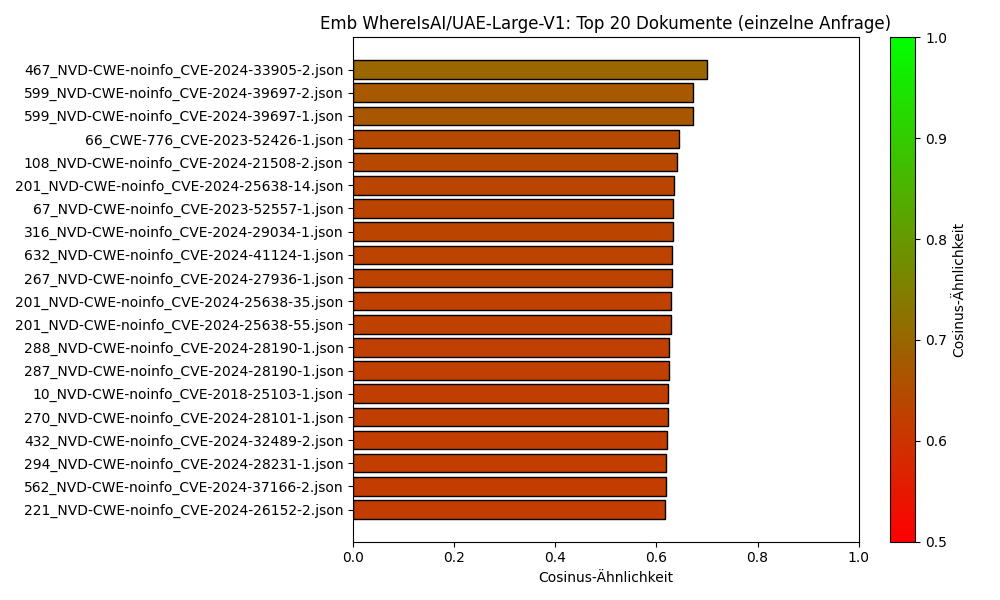 Emb WhereIsAI/UAE-Large-V1: Top 20 Dokumente (einzelne Anfrage)
467_NVD-CWE-noinfo_CVE-2024-33905-2.json
599_NVD-CWE-noinfo_CVE-2024-39697-2.json
599_NVD-CWE-noinfo_CVE-2024-39697-1.json
66_CWE-776_CVE-2023-52426-1.json
108_NVD-CWE-noinfo_CVE-2024-21508-2.json
201_NVD-CWE-noinfo_CVE-2024-25638-14.json
67_NVD-CWE-noinfo_CVE-2023-52557-1.json
316_NVD-CWE-noinfo_CVE-2024-29034-1.json
632_NVD-CWE-noinfo_CVE-2024-41124-1.json
267_NVD-CWE-noinfo_CVE-2024-27936-1.json
201_NVD-CWE-noinfo_CVE-2024-25638-35.json
201_NVD-CWE-noinfo_CVE-2024-25638-55.json
288_NVD-CWE-noinfo_CVE-2024-28190-1.json
287_NVD-CWE-noinfo_CVE-2024-28190-1.json
10_NVD-CWE-noinfo_CVE-2018-25103-1.json
270_NVD-CWE-noinfo_CVE-2024-28101-1.json
432_NVD-CWE-noinfo_CVE-2024-32489-2.json
294_NVD-CWE-noinfo_CVE-2024-28231-1.json
562_NVD-CWE-noinfo_CVE-2024-37166-2.json
221_NVD-CWE-noinfo_CVE-2024-26152-2.json
0.0 0.2 0.4 0.6 0.8 1.0
Cosinus-Ähnlichkeit
1.0
0.9
0.8
0.7
0.6
0.5
Cosinus-Ähnlichkeit